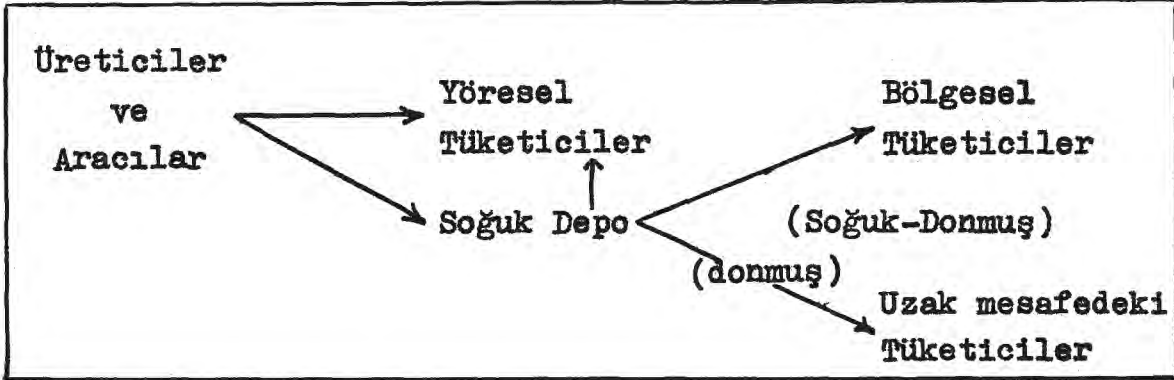 Üreticiler
ve
Aracılar
Yöresel
Tüketiciler
Soğuk Depo
Bölgesel
Tüketiciler
(Soğuk-Donmuş)
(donmuş)
Uzak mesafedeki
Tüketiciler